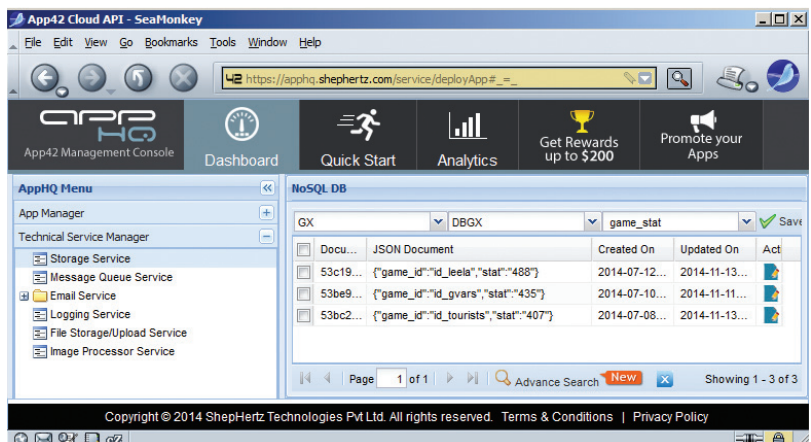 App42 Cloud API - SeaMonkey
File Edit View Go Bookmarks Tools Window Help
42 https://apphq.shephertz.com/service/deployApp#_=_
APP HQ
App42 Management Console
Dashboard
Quick Start
Analytics
Get Rewards
up to $200
Promote your
Apps
AppHQ Menu
App Manager
Technical Service Manager
Storage Service
Message Queue Service
Email Service
Logging Service
File Storage/Upload Service
Image Processor Service
NoSQL DB
GX DBGX game_stat Save
Docu... JSON Document Created On Updated On Acti
53c19... {"game_id":"id_leela","stat":"488"} 2014-07-12... 2014-11-13...
53be9... {"game_id":"id_gvars","stat":"435"} 2014-07-10... 2014-11-11...
53bc2... {"game_id":"id_tourists","stat":"407"} 2014-07-08... 2014-11-13...
Page 1 of 1 Advance Search New Showing 1 - 3 of 3
Copyright © 2014 ShepHertz Technologies Pvt Ltd. All rights reserved. Terms & Conditions | Privacy Policy